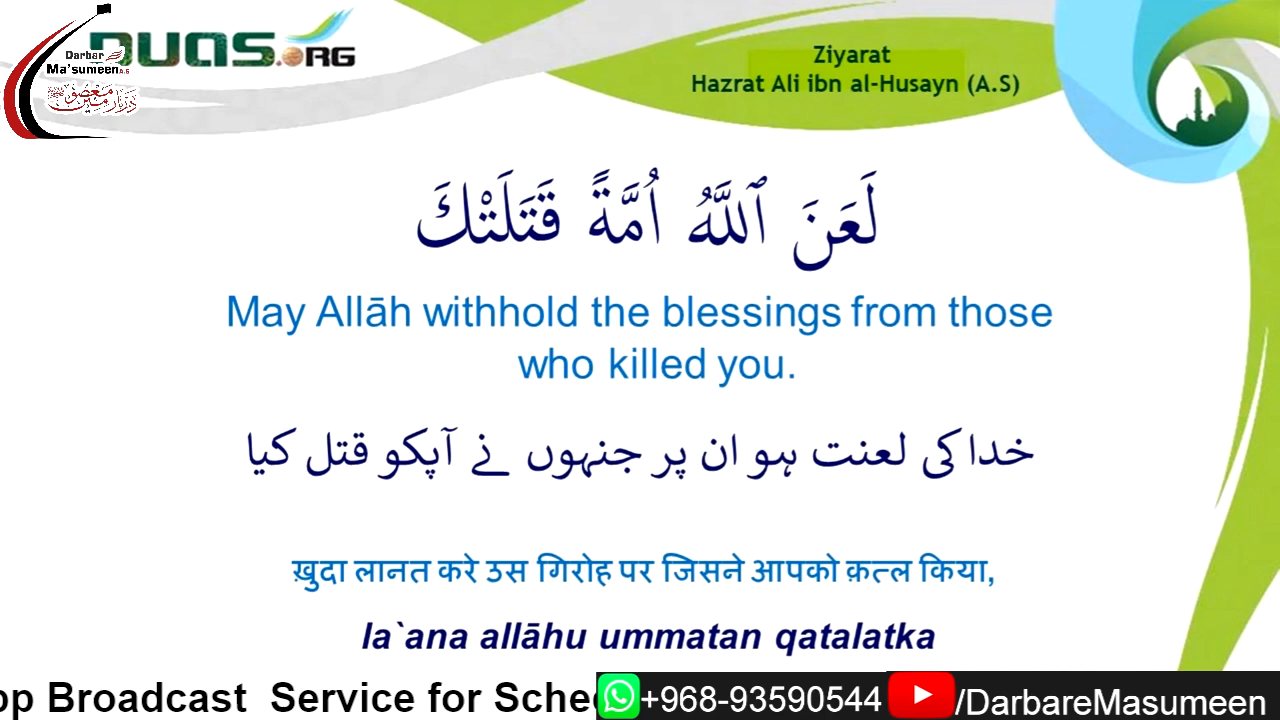 DUAS.ORG
Darbar
Ma'sumeen A.S
Ziyarat
Hazrat Ali ibn al-Husayn (A.S)
لَعَنَ ٱللَّهُ أُمَّةً قَتَلَتْكَ
May Allāh withhold the blessings from those
who killed you.
خدا کی لعنت ہو ان پر جنہوں نے آپکو قتل کیا
ख़ुदा लानत करे उस गिरोह पर जिसने आपको क़त्ल किया,
la`ana allāhu ummatan qatalatka
pp Broadcast Service for Sche
+968-93590544
/DarbareMasumeen